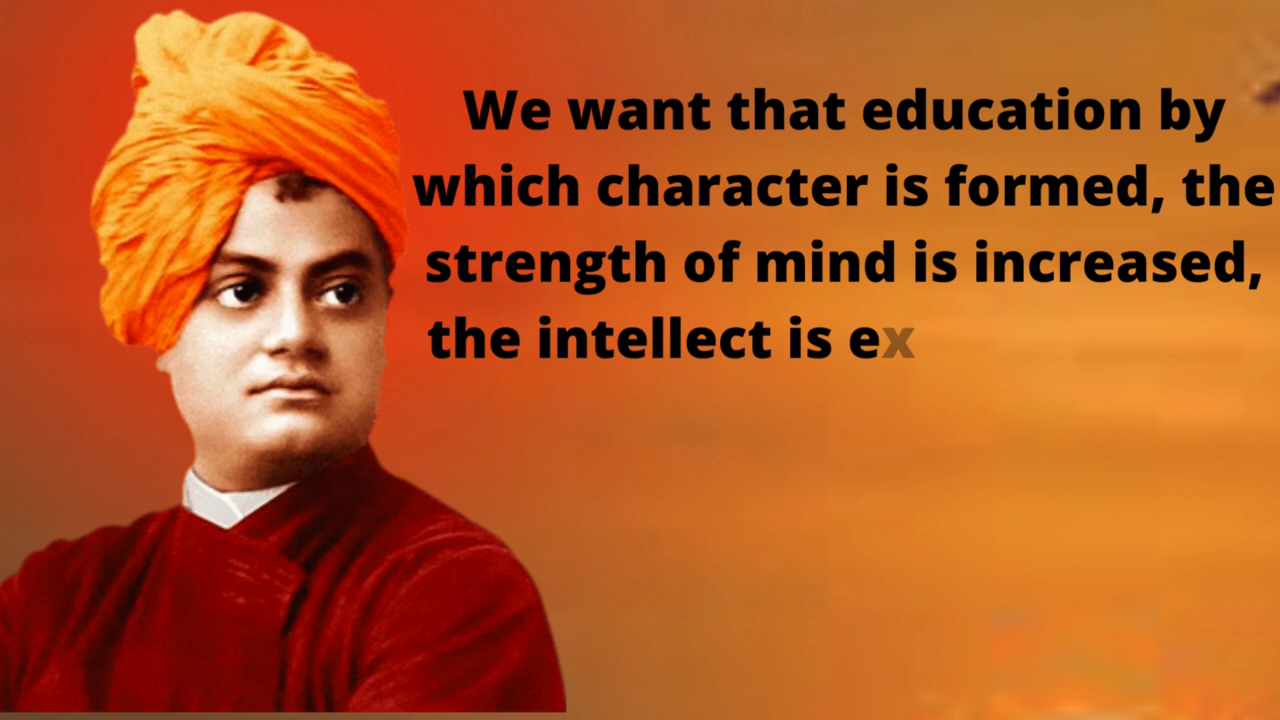 We want that education by
which character is formed, the
strength of mind is increased,
the intellect is ex